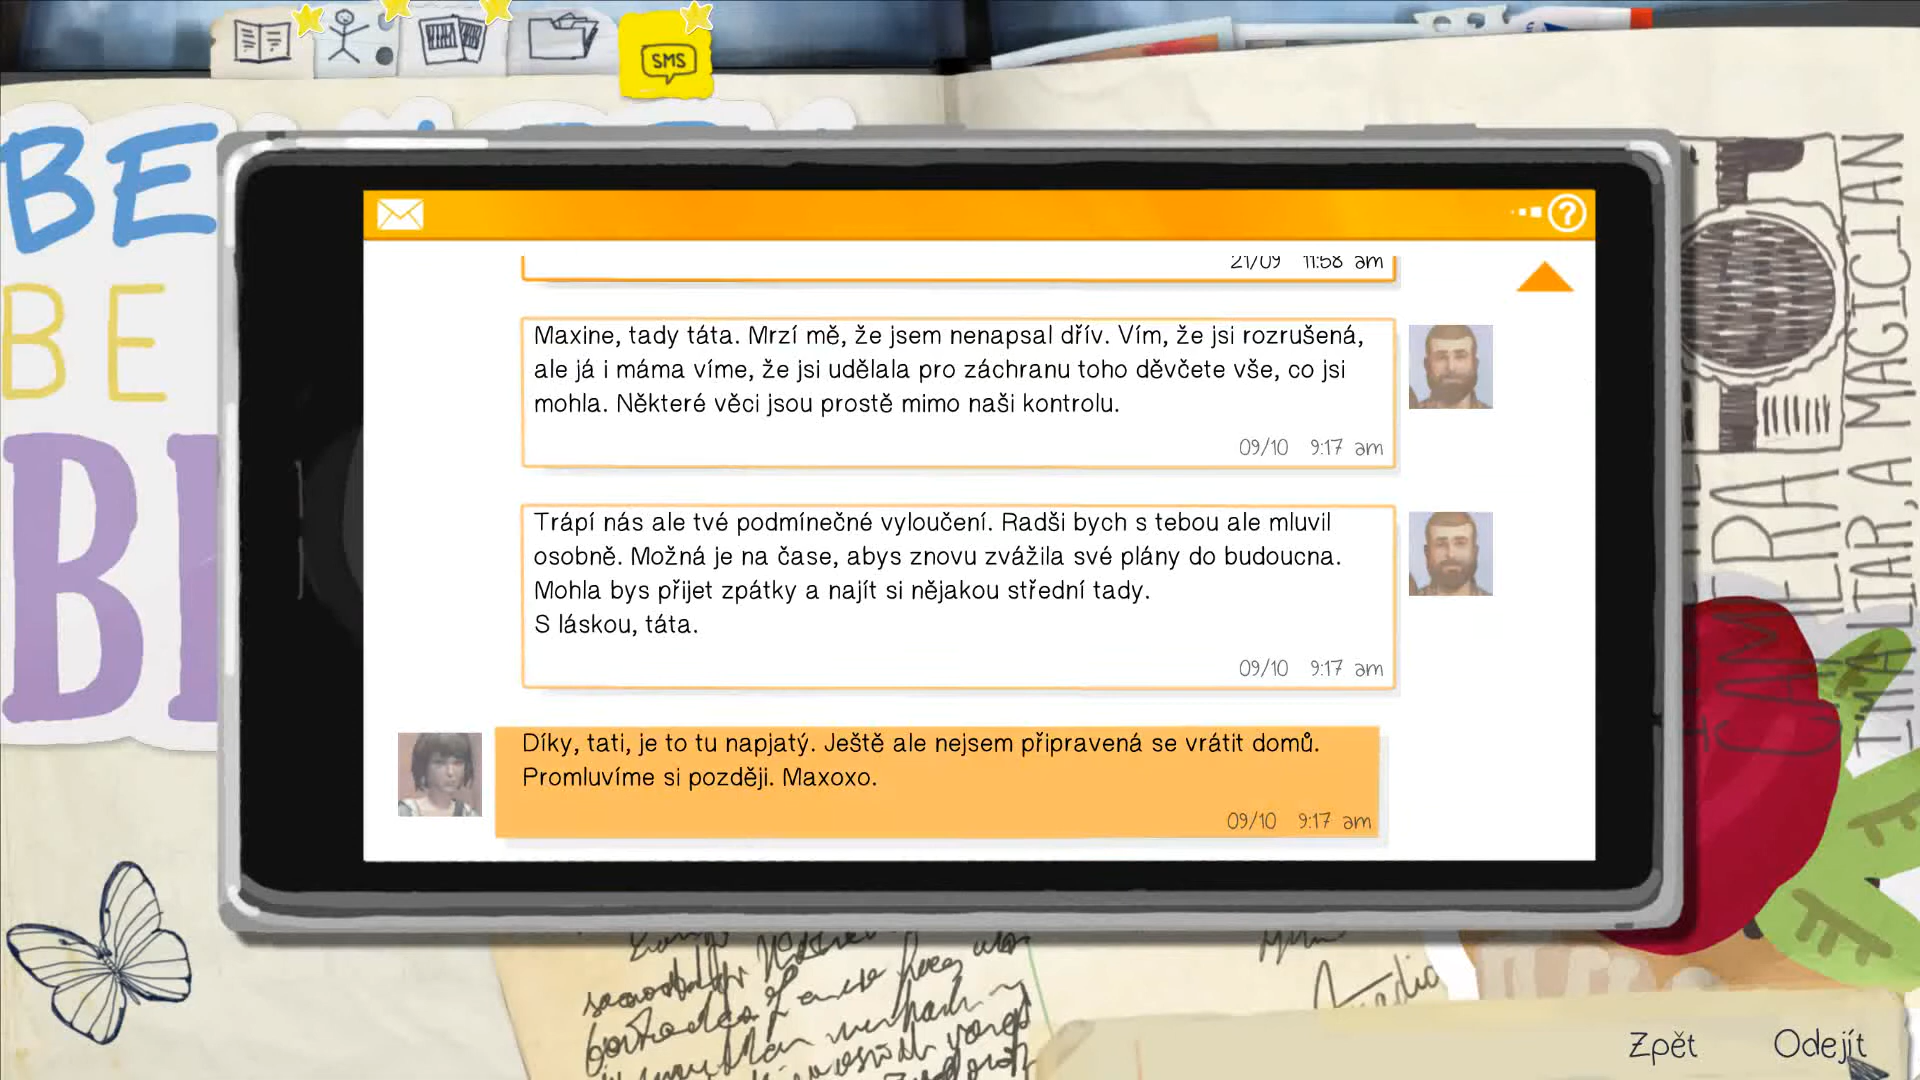 SMS
BE
BE
21/09 11:58 am
Maxine, tady táta. Mrzí mě, že jsem nenapsal dřív. Vím, že jsi rozrušená,
ale já i máma víme, že jsi udělala pro záchranu toho děvčete vše, co jsi
mohla. Některé věci jsou prostě mimo naši kontrolu.
09/10 9:17 am
Trápí nás ale tvé podmínečné vyloučení. Radši bych s tebou ale mluvil
osobně. Možná je na čase, abys znovu zvážila své plány do budoucna.
Mohla bys přijet zpátky a najít si nějakou střední tady.
S láskou, táta.
09/10 9:17 am
Díky, tati, je to tu napjatý. Ještě ale nejsem připravená se vrátit domů.
Promluvíme si později. Maxoxo.
09/10 9:17 am
CAMERA
LIAR, A MAGICIAN
Zpět
Odejít